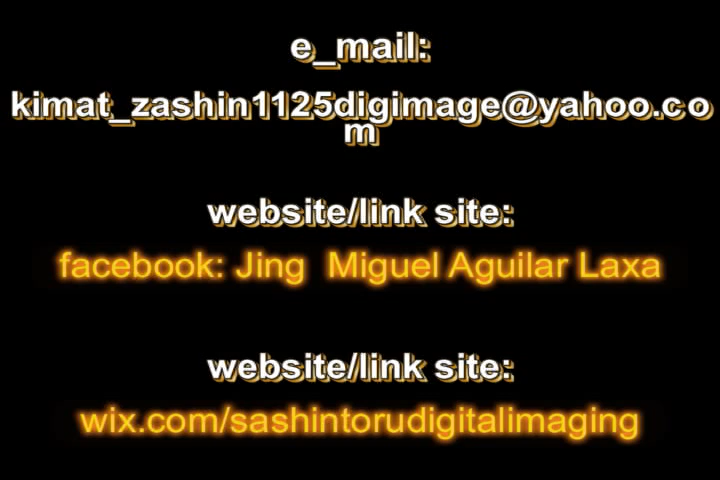 e_mail:
kimat_zashin1125digimage@yahoo.co
m
website/link site:
facebook: Jing  Miguel Aguilar Laxa
website/link site:
wix.com/sashintorudigitalimaging